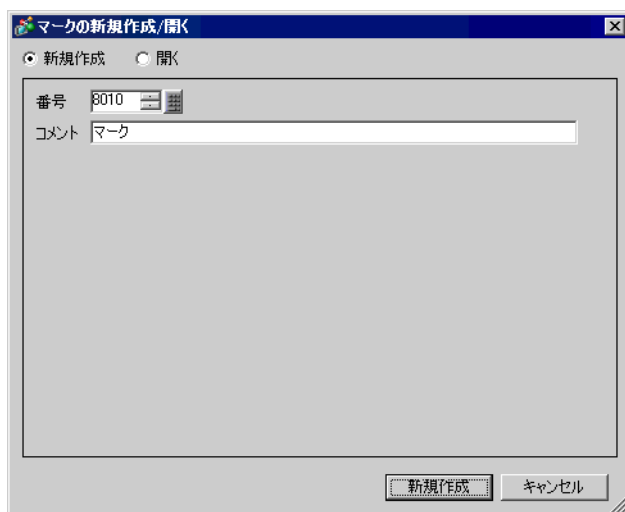 マークの新規作成/開く
新規作成 開く
番号 8010
コメント マーク
新規作成 キャンセル